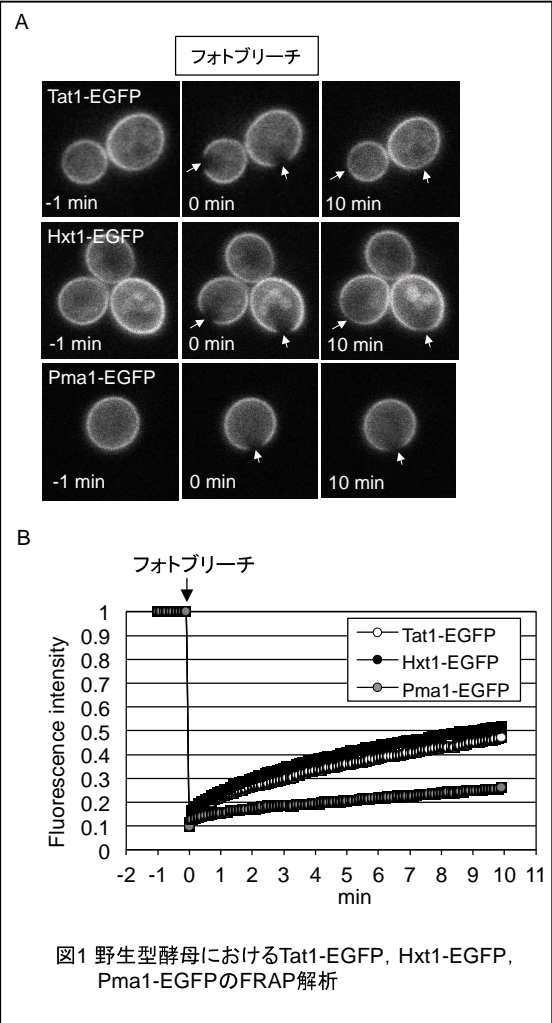 A
フォトブリーチ
Tat1-EGFP
-1 min
0 min
10 min
Hxt1-EGFP
-1 min
0 min
10 min
Pma1-EGFP
-1 min
0 min
10 min
B
フォトブリーチ
Fluorescence intensity
1
0.9
0.8
0.7
0.6
0.5
0.4
0.3
0.2
0.1
0
Tat1-EGFP
Hxt1-EGFP
Pma1-EGFP
-2 -1 0 1 2 3 4 5 6 7 8 9 10 11
min
図1 野生型酵母におけるTat1-EGFP, Hxt1-EGFP,
Pma1-EGFPのFRAP解析